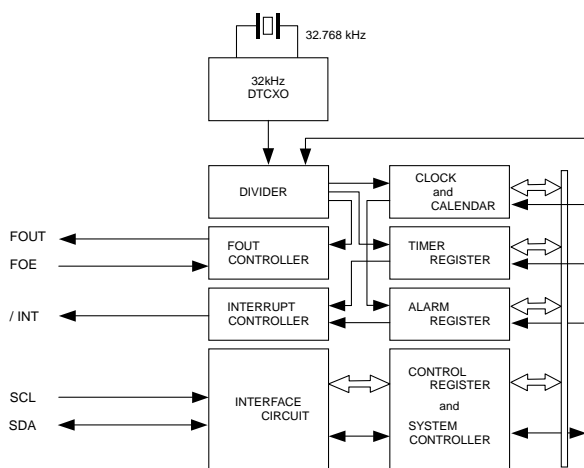 32.768 kHz
32kHz
DTCXO
DIVIDER
CLOCK
and
CALENDAR
FOUT
FOE
FOUT
CONTROLLER
TIMER
REGISTER
/ INT
INTERRUPT
CONTROLLER
ALARM
REGISTER
SCL
SDA
INTERFACE
CIRCUIT
CONTROL
REGISTER
and
SYSTEM
CONTROLLER